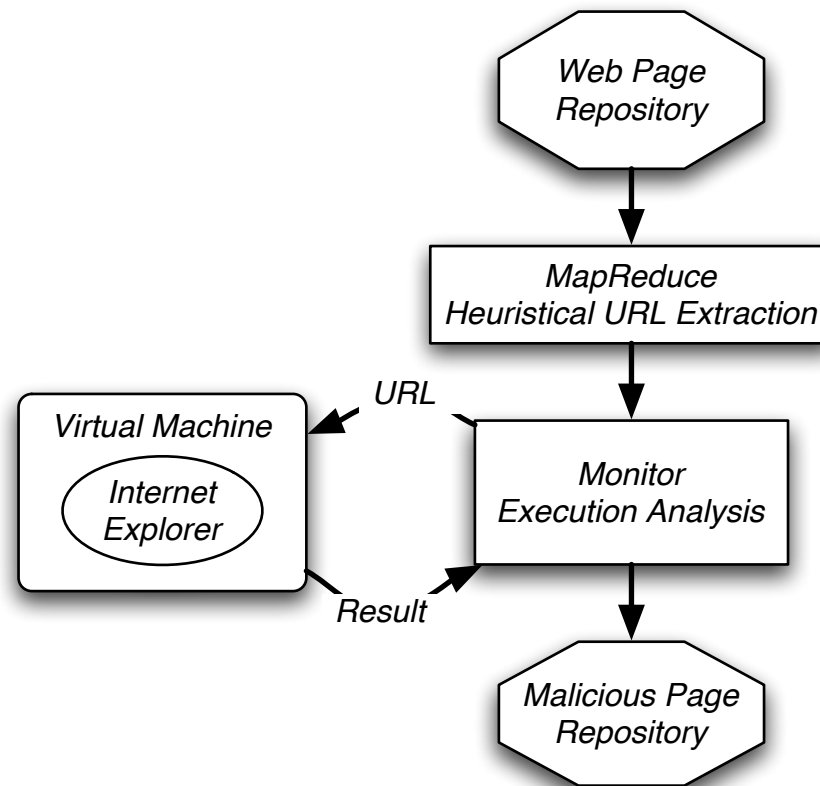 Web Page
Repository
MapReduce
Heuristical URL Extraction
URL
Virtual Machine
Internet
Explorer
Monitor
Execution Analysis
Result
Malicious Page
Repository